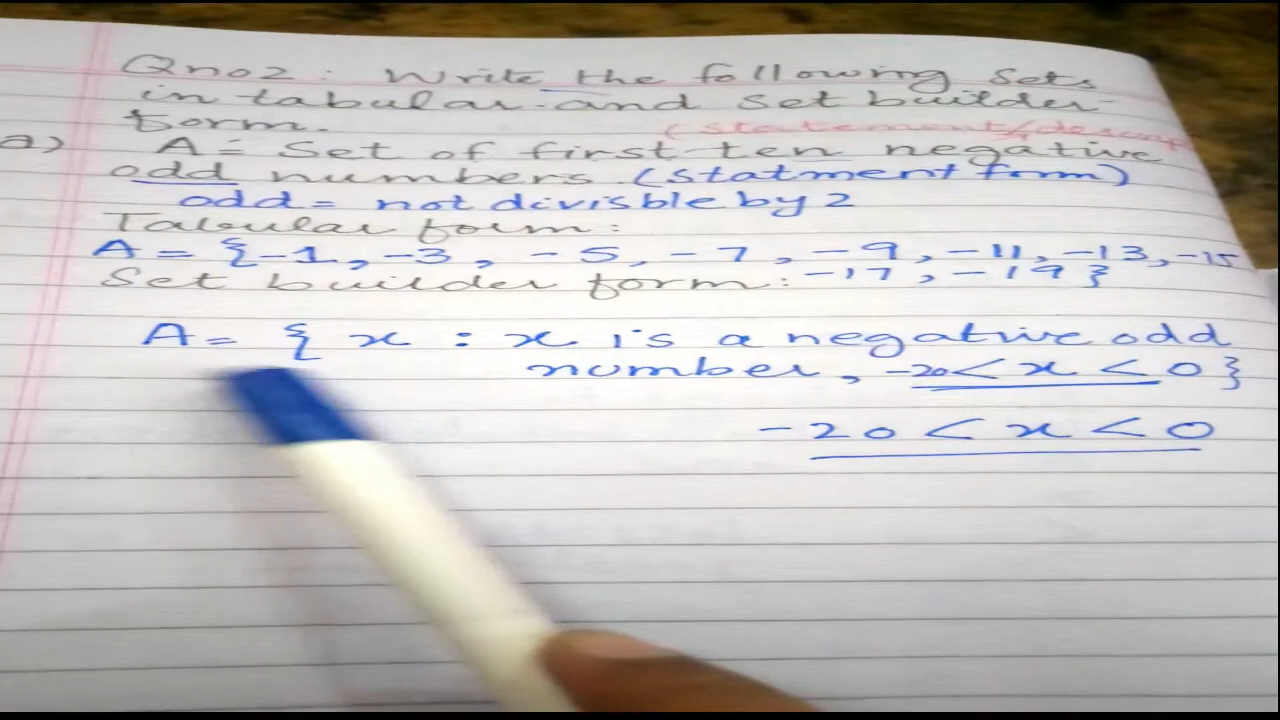 Qno2: Write the following sets
in tabular and set builder
form.
(statement/descrip
a) A = Set of first ten negative
odd numbers (statment form)
odd = not divisble by 2
Tabular form:
A = {-1, -3, -5, -7, -9, -11, -13, -15
-17, -19}
Set builder form:
A = { x : x is a negative odd
number, -20 < x < 0}
-20 < x < 0